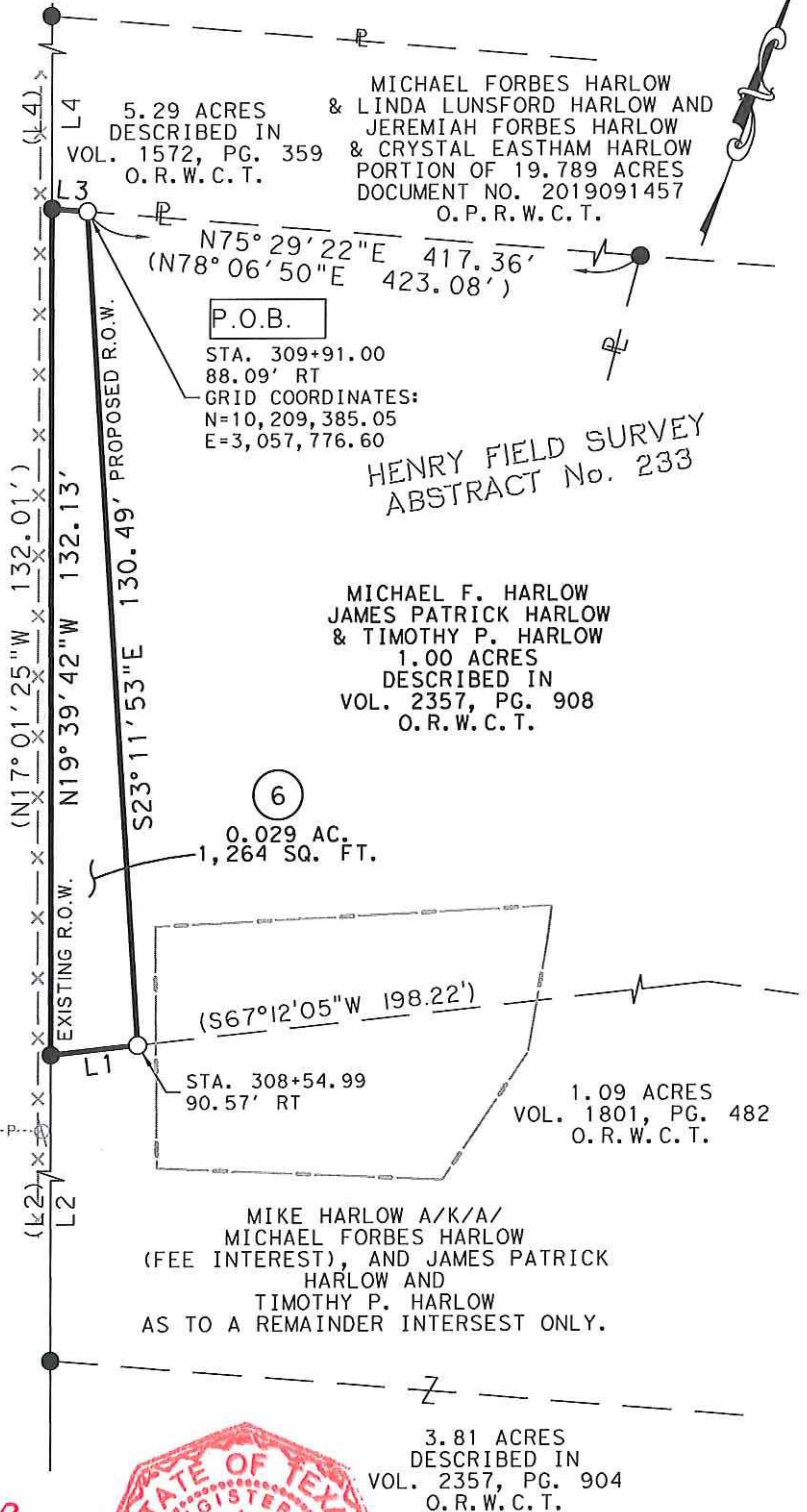 (L4)
L4
5.29 ACRES
DESCRIBED IN
VOL. 1572, PG. 359
O.R.W.C.T.
MICHAEL FORBES HARLOW
& LINDA LUNSFORD HARLOW AND
JEREMIAH FORBES HARLOW
& CRYSTAL EASTHAM HARLOW
PORTION OF 19.789 ACRES
DOCUMENT NO. 2019091457
O.P.R.W.C.T.
L3
N75°29'22"E 417.36'
(N78°06'50"E 423.08')
P.O.B.
STA. 309+91.00
88.09' RT
GRID COORDINATES:
N=10,209,385.05
E=3,057,776.60
HENRY FIELD SURVEY
ABSTRACT No. 233
(N17°01'25"W 132.01')
N19°39'42"W 132.13'
EXISTING R.O.W.
S23°11'53"E 130.49' PROPOSED R.O.W.
MICHAEL F. HARLOW
JAMES PATRICK HARLOW
& TIMOTHY P. HARLOW
1.00 ACRES
DESCRIBED IN
VOL. 2357, PG. 908
O.R.W.C.T.
6
0.029 AC.
1,264 SQ. FT.
(S67°12'05"W 198.22')
L1
STA. 308+54.99
90.57' RT
1.09 ACRES
VOL. 1801, PG. 482
O.R.W.C.T.
P
(L2)
L2
MIKE HARLOW A/K/A/
MICHAEL FORBES HARLOW
(FEE INTEREST), AND JAMES PATRICK
HARLOW AND
TIMOTHY P. HARLOW
AS TO A REMAINDER INTERSEST ONLY.
3.81 ACRES
DESCRIBED IN
VOL. 2357, PG. 904
O.R.W.C.T.
STATE OF TEXAS